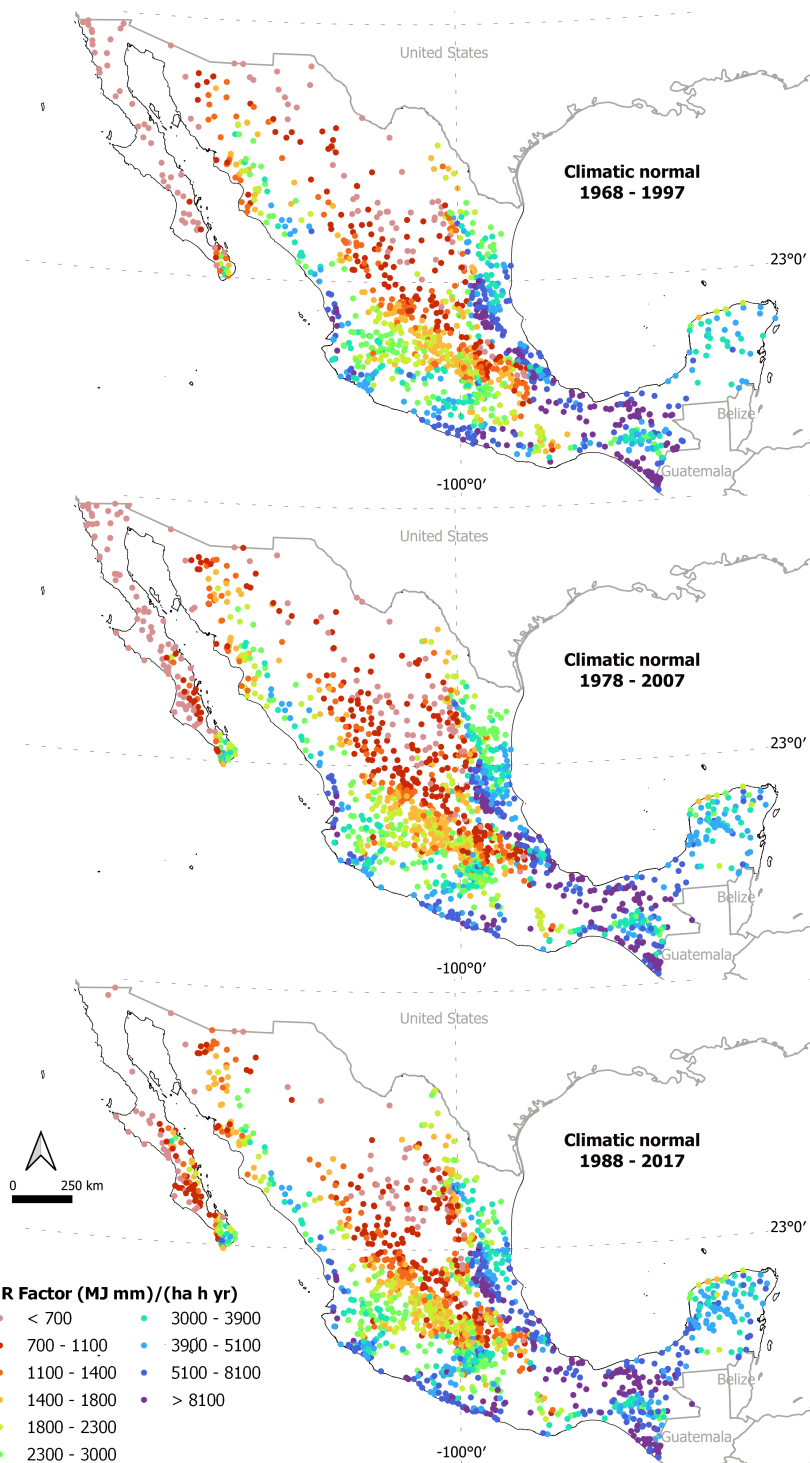 United States
Climatic normal
1968 - 1997
23°0′
Belize
Guatemala
-100°0′
United States
Climatic normal
1978 - 2007
23°0′
Belize
Guatemala
-100°0′
United States
Climatic normal
1988 - 2017
0 250 km
23°0′
R Factor (MJ mm)/(ha h yr)
< 700
700 - 1100
1100 - 1400
1400 - 1800
1800 - 2300
2300 - 3000
3000 - 3900
3900 - 5100
5100 - 8100
> 8100
Belize
Guatemala
-100°0′